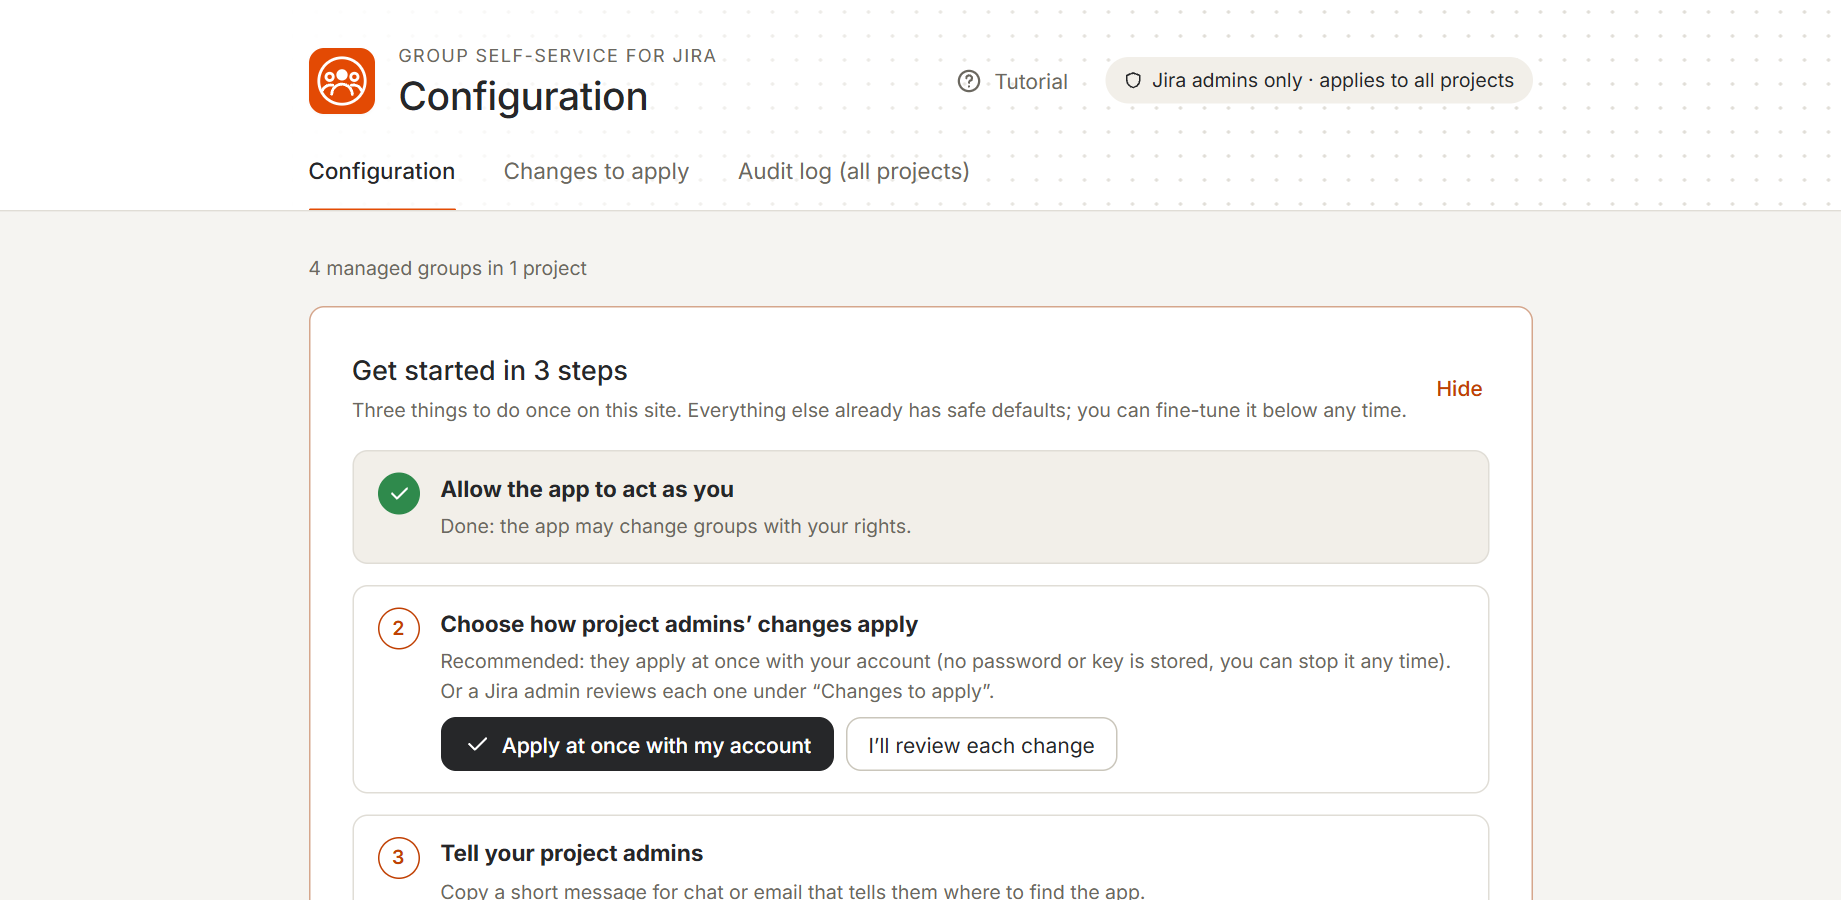 GROUP SELF-SERVICE FOR JIRA
Configuration
Tutorial
Jira admins only · applies to all projects
Configuration
Changes to apply
Audit log (all projects)
4 managed groups in 1 project
Get started in 3 steps
Three things to do once on this site. Everything else already has safe defaults; you can fine-tune it below any time.
Hide
Allow the app to act as you
Done: the app may change groups with your rights.
2
Choose how project admins’ changes apply
Recommended: they apply at once with your account (no password or key is stored, you can stop it any time).
Or a Jira admin reviews each one under “Changes to apply”.
Apply at once with my account
I’ll review each change
3
Tell your project admins
Copy a short message for chat or email that tells them where to find the app.